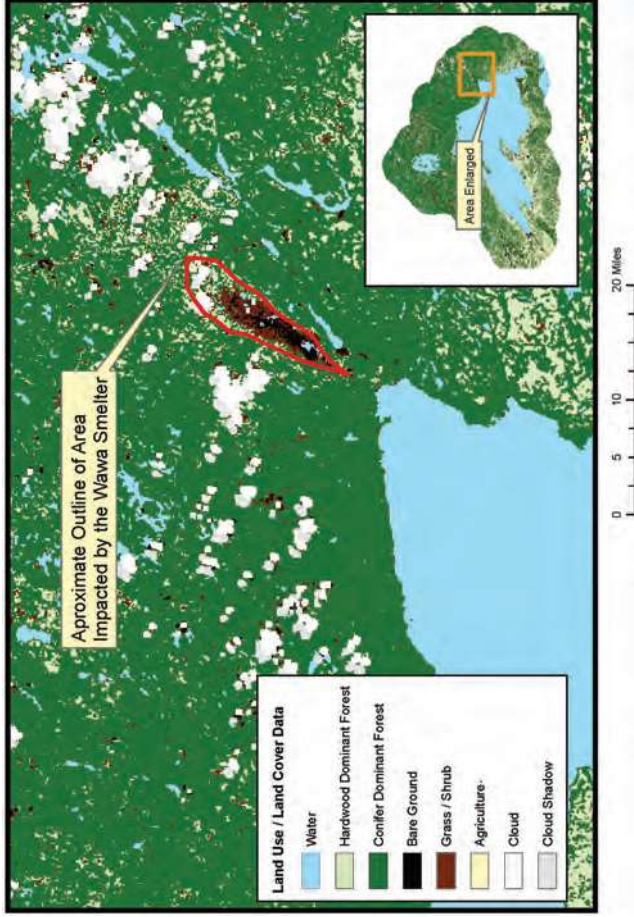 Aproximate Outline of Area
Impacted by the Wawa Smelter
Land Use / Land Cover Data
Water
Hardwood Dominant Forest
Conifer Dominant Forest
Bare Ground
Grass / Shrub
Agriculture
Cloud
Cloud Shadow
Area Enlarged
0 5 10 20 Miles